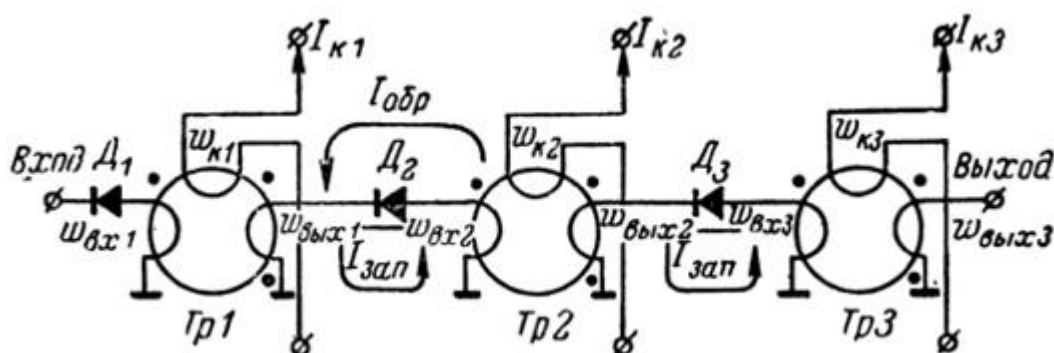 Iк1
Iк2
Iк3
Iобр
wк1
wк2
wк3
Вход
Д1
Д2
Д3
Выход
wвх1
wвых1
wвх2
wвых2
wвх3
wвых3
Iзап
Iзап
Тр1
Тр2
Тр3